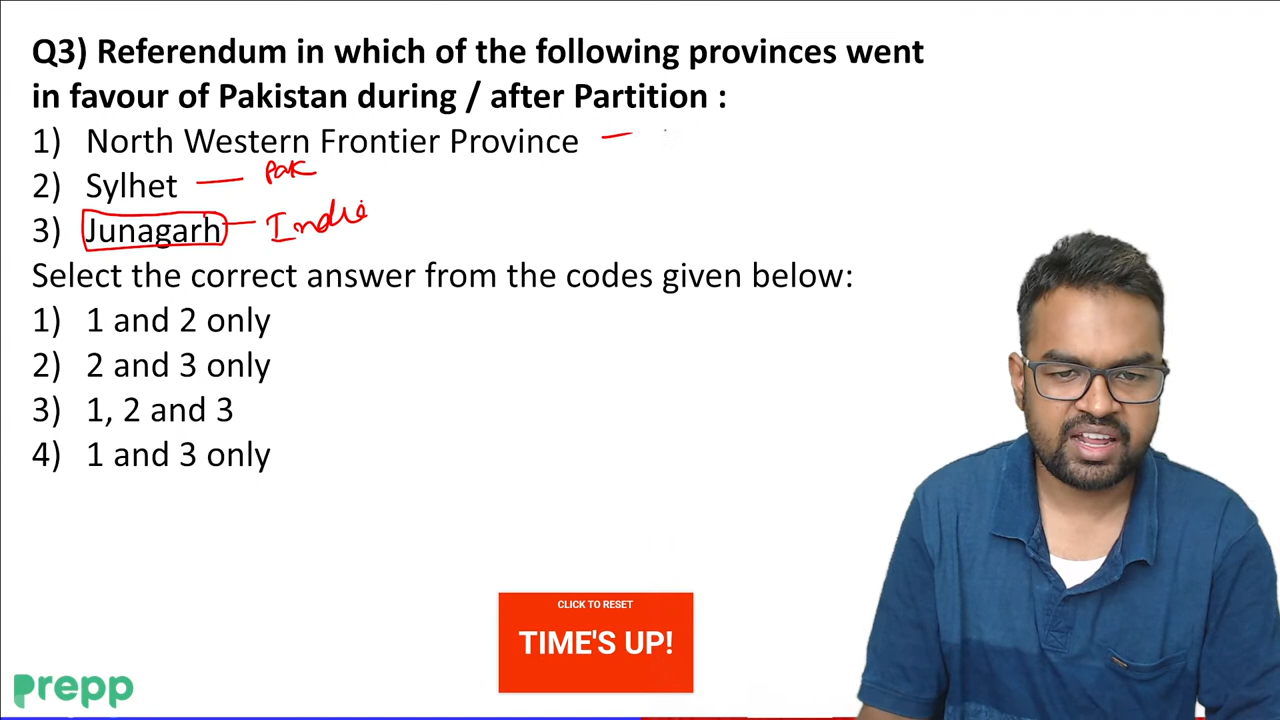 Q3) Referendum in which of the following provinces went
in favour of Pakistan during / after Partition :
1) North Western Frontier Province —
2) Sylhet — Pak
3) Junagarh — India
Select the correct answer from the codes given below:
1) 1 and 2 only
2) 2 and 3 only
3) 1, 2 and 3
4) 1 and 3 only
CLICK TO RESET
TIME'S UP!
prepp